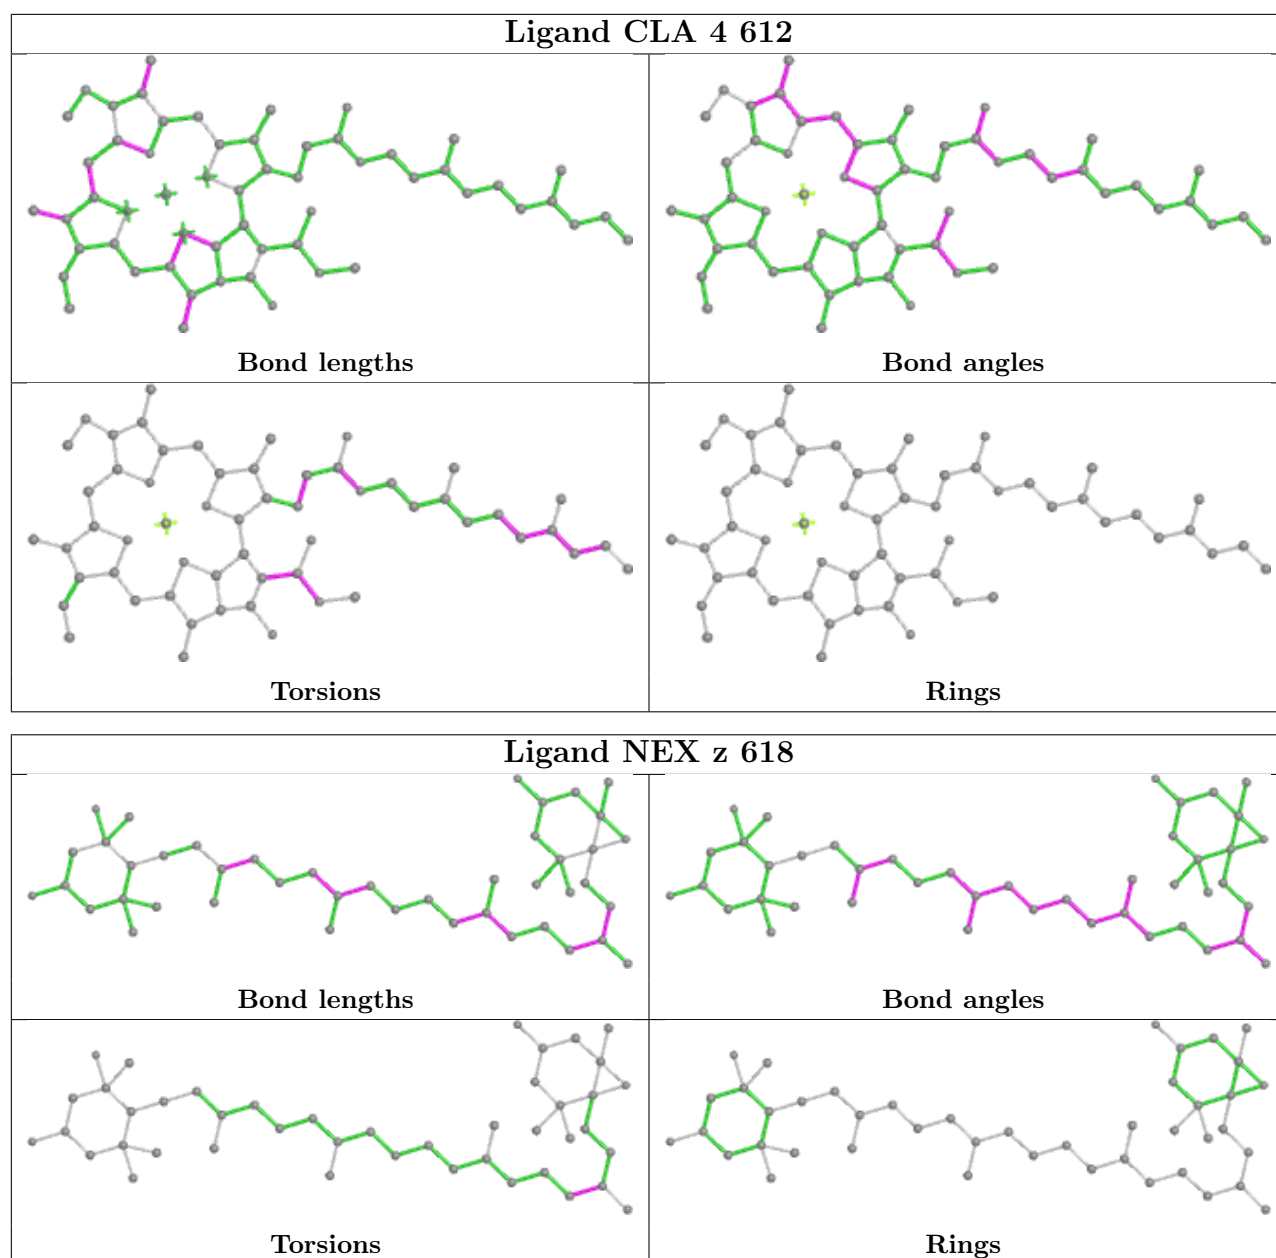 Ligand CLA 4 612
Bond lengths
Bond angles
Torsions
Rings
Ligand NEX z 618
Bond lengths
Bond angles
Torsions
Rings